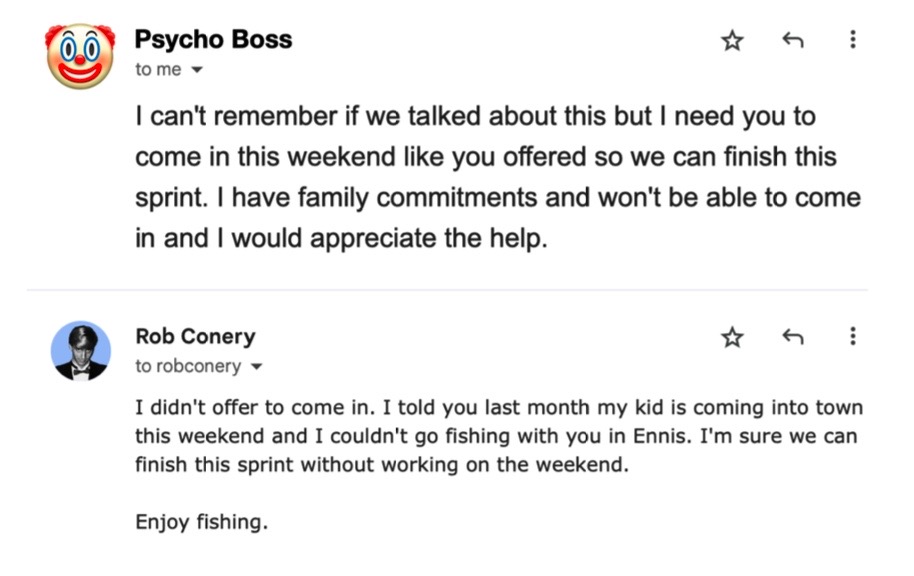 Psycho Boss
to me
I can't remember if we talked about this but I need you to
come in this weekend like you offered so we can finish this
sprint. I have family commitments and won't be able to come
in and I would appreciate the help.
Rob Conery
to robconery
I didn't offer to come in. I told you last month my kid is coming into town
this weekend and I couldn't go fishing with you in Ennis. I'm sure we can
finish this sprint without working on the weekend.
Enjoy fishing.